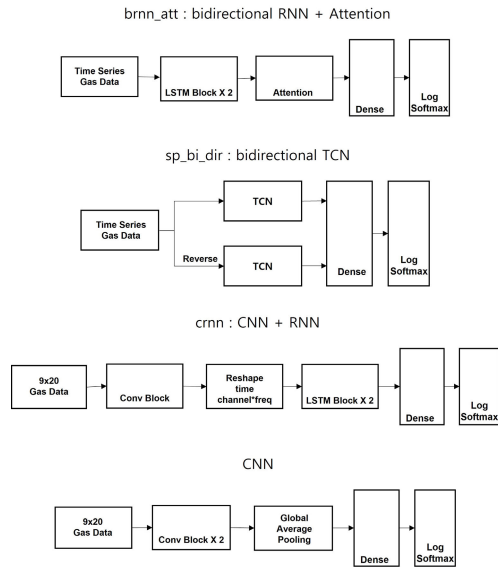 brnn_att : bidirectional RNN + Attention
Time Series
Gas Data
LSTM Block X 2
Attention
Dense
Log
Softmax
sp_bi_dir : bidirectional TCN
Time Series
Gas Data
Reverse
TCN
TCN
Dense
Log
Softmax
crnn : CNN + RNN
9x20
Gas Data
Conv Block
Reshape
time
channel*freq
LSTM Block X 2
Dense
Log
Softmax
CNN
9x20
Gas Data
Conv Block X 2
Global
Average
Pooling
Dense
Log
Softmax